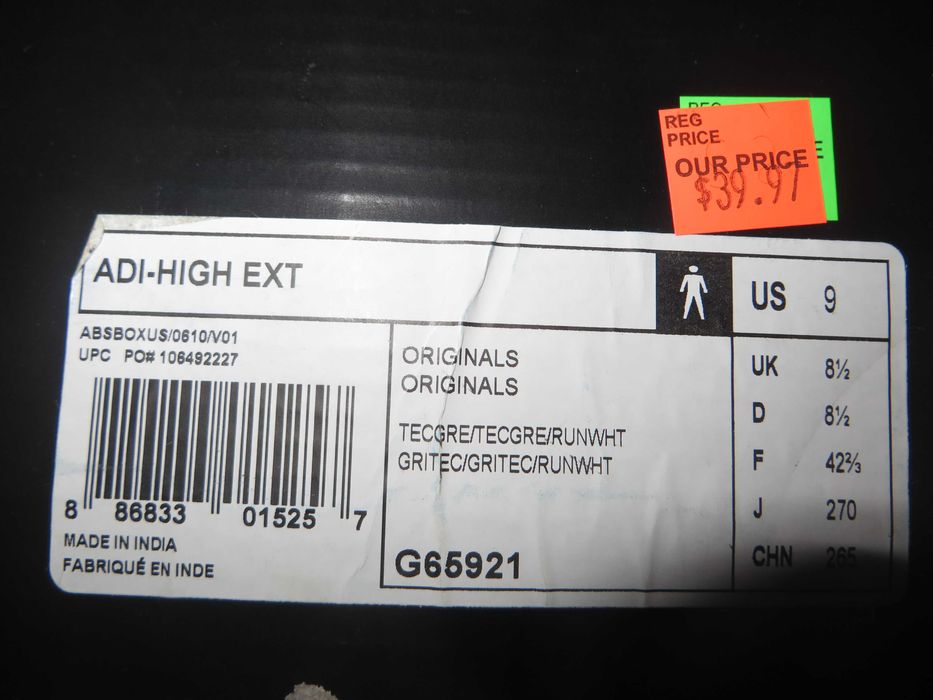 REG
REG
PRICE
OUR PRICE
$39.97
E
ADI-HIGH EXT
US 9
ABSBOXUS/0610/V01
UPC PO# 106492227
8 86833 01525 7
MADE IN INDIA
FABRIQUÉ EN INDE
ORIGINALS
ORIGINALS
TECGRE/TECGRE/RUNWHT
GRITEC/GRITEC/RUNWHT
G65921
UK 8½
D 8½
F 42⅔
J 270
CHN 265